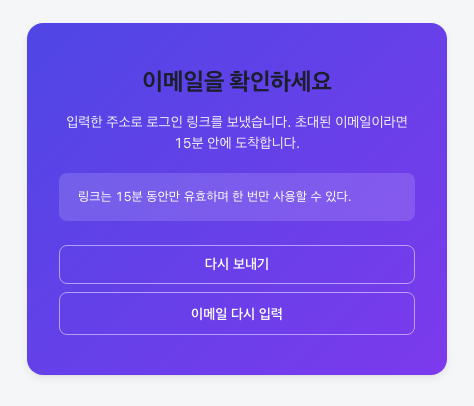 이메일을 확인하세요
입력한 주소로 로그인 링크를 보냈습니다. 초대된 이메일이라면
15분 안에 도착합니다.
링크는 15분 동안만 유효하며 한 번만 사용할 수 있다.
다시 보내기
이메일 다시 입력